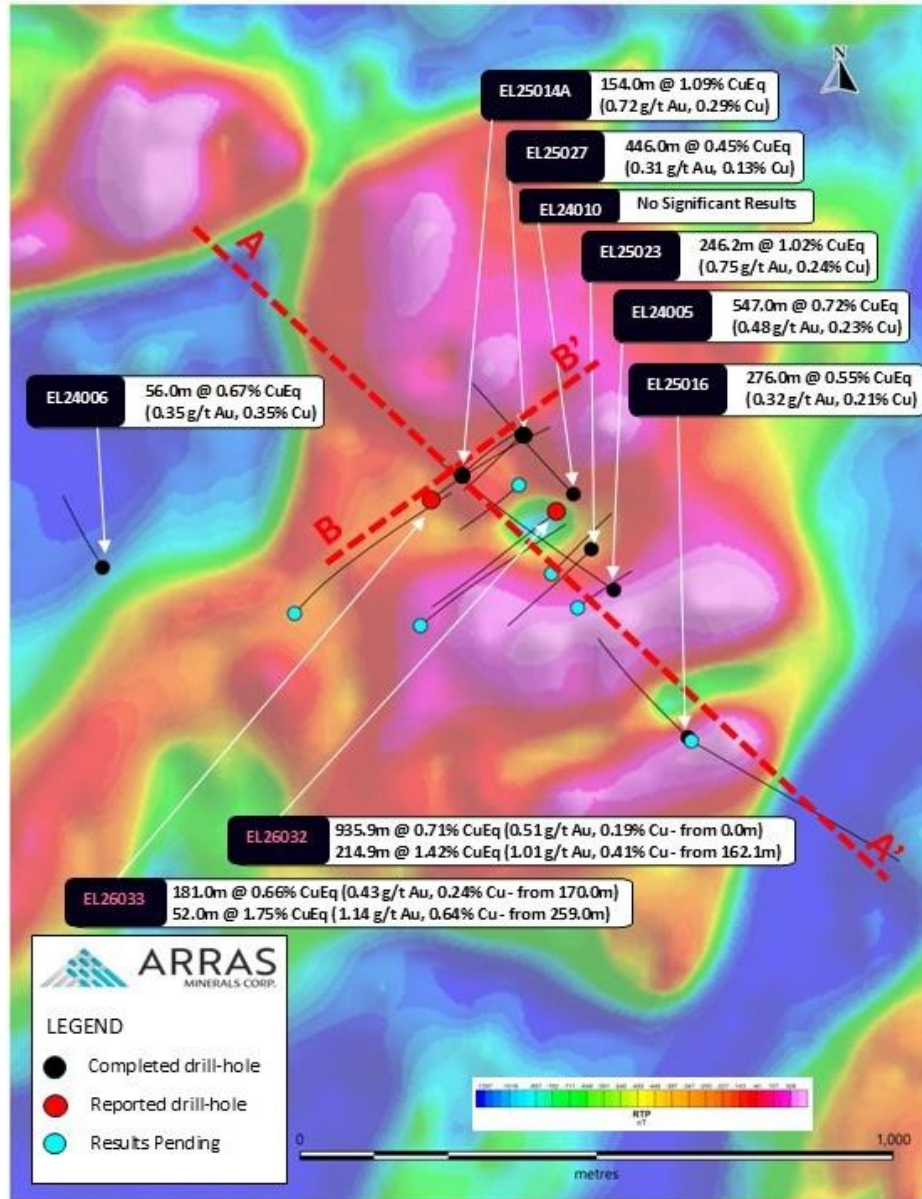 N
EL25014A
154.0m @ 1.09% CuEq
(0.72 g/t Au, 0.29% Cu)
EL25027
446.0m @ 0.45% CuEq
(0.31 g/t Au, 0.13% Cu)
EL24010
No Significant Results
A
EL25023
246.2m @ 1.02% CuEq
(0.75 g/t Au, 0.24% Cu)
EL24005
547.0m @ 0.72% CuEq
(0.48 g/t Au, 0.23% Cu)
B'
EL25016
276.0m @ 0.55% CuEq
(0.32 g/t Au, 0.21% Cu)
EL24006
56.0m @ 0.67% CuEq
(0.35 g/t Au, 0.35% Cu)
B
EL26032
935.9m @ 0.71% CuEq (0.51 g/t Au, 0.19% Cu - from 0.0m)
214.9m @ 1.42% CuEq (1.01 g/t Au, 0.41% Cu - from 162.1m)
A'
EL26033
181.0m @ 0.66% CuEq (0.43 g/t Au, 0.24% Cu - from 170.0m)
52.0m @ 1.75% CuEq (1.14 g/t Au, 0.64% Cu - from 259.0m)
ARRAS
MINERALS CORP.
LEGEND
Completed drill-hole
Reported drill-hole
Results Pending
RTP
nT
0
1,000
metres